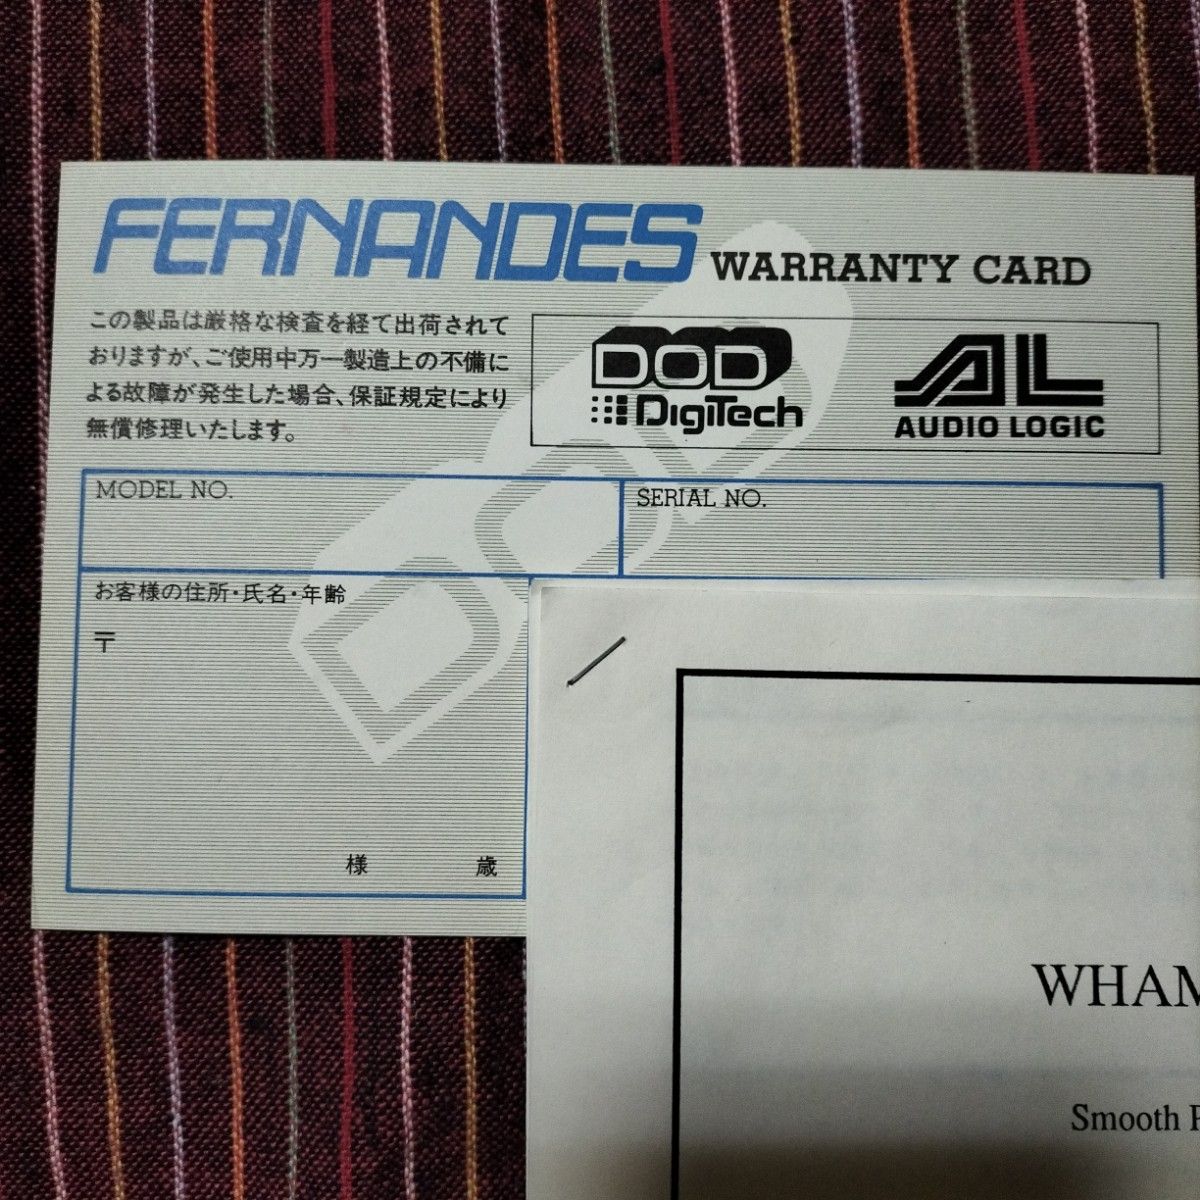 FERNANDES WARRANTY CARD
この製品は厳格な検査を経て出荷されて
おりますが、ご使用中万一製造上の不備に
よる故障が発生した場合、保証規定により
無償修理いたします。
DOD
DigiTech
AL
AUDIO LOGIC
MODEL NO.
SERIAL NO.
お客様の住所・氏名・年齢
〒
様 歳
WHAM
Smooth